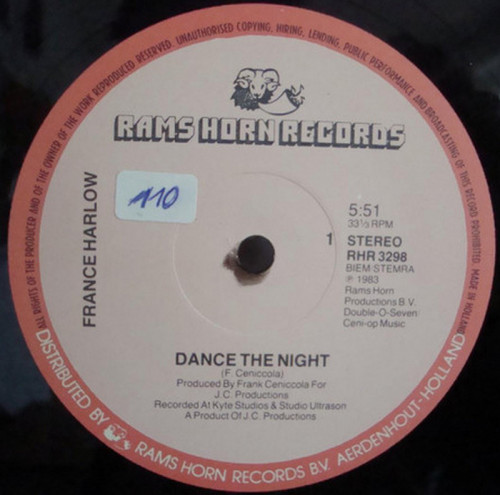 ALL RIGHTS OF THE PRODUCER AND OF THE OWNER OF THE WORK REPRODUCED RESERVED. UNAUTHORISED COPYING, HIRING, LENDING, PUBLIC PERFORMANCE AND BROADCASTING OF THIS RECORD PROHIBITED. MADE IN HOLLAND
RAMS HORN RECORDS
FRANCE HARLOW
110
5:51
33⅓ RPM
1
STEREO
RHR 3298
BIEM-STEMRA
℗ 1983
Rams Horn
Productions B.V.
Double-O-Seven
Ceni-op Music
DANCE THE NIGHT
(F. Ceniccola)
Produced By Frank Ceniccola For
J.C. Productions
Recorded At Kyte Studios & Studio Ultrason
A Product Of J.C. Productions
DISTRIBUTED BY RAMS HORN RECORDS B.V. AERDENHOUT-HOLLAND